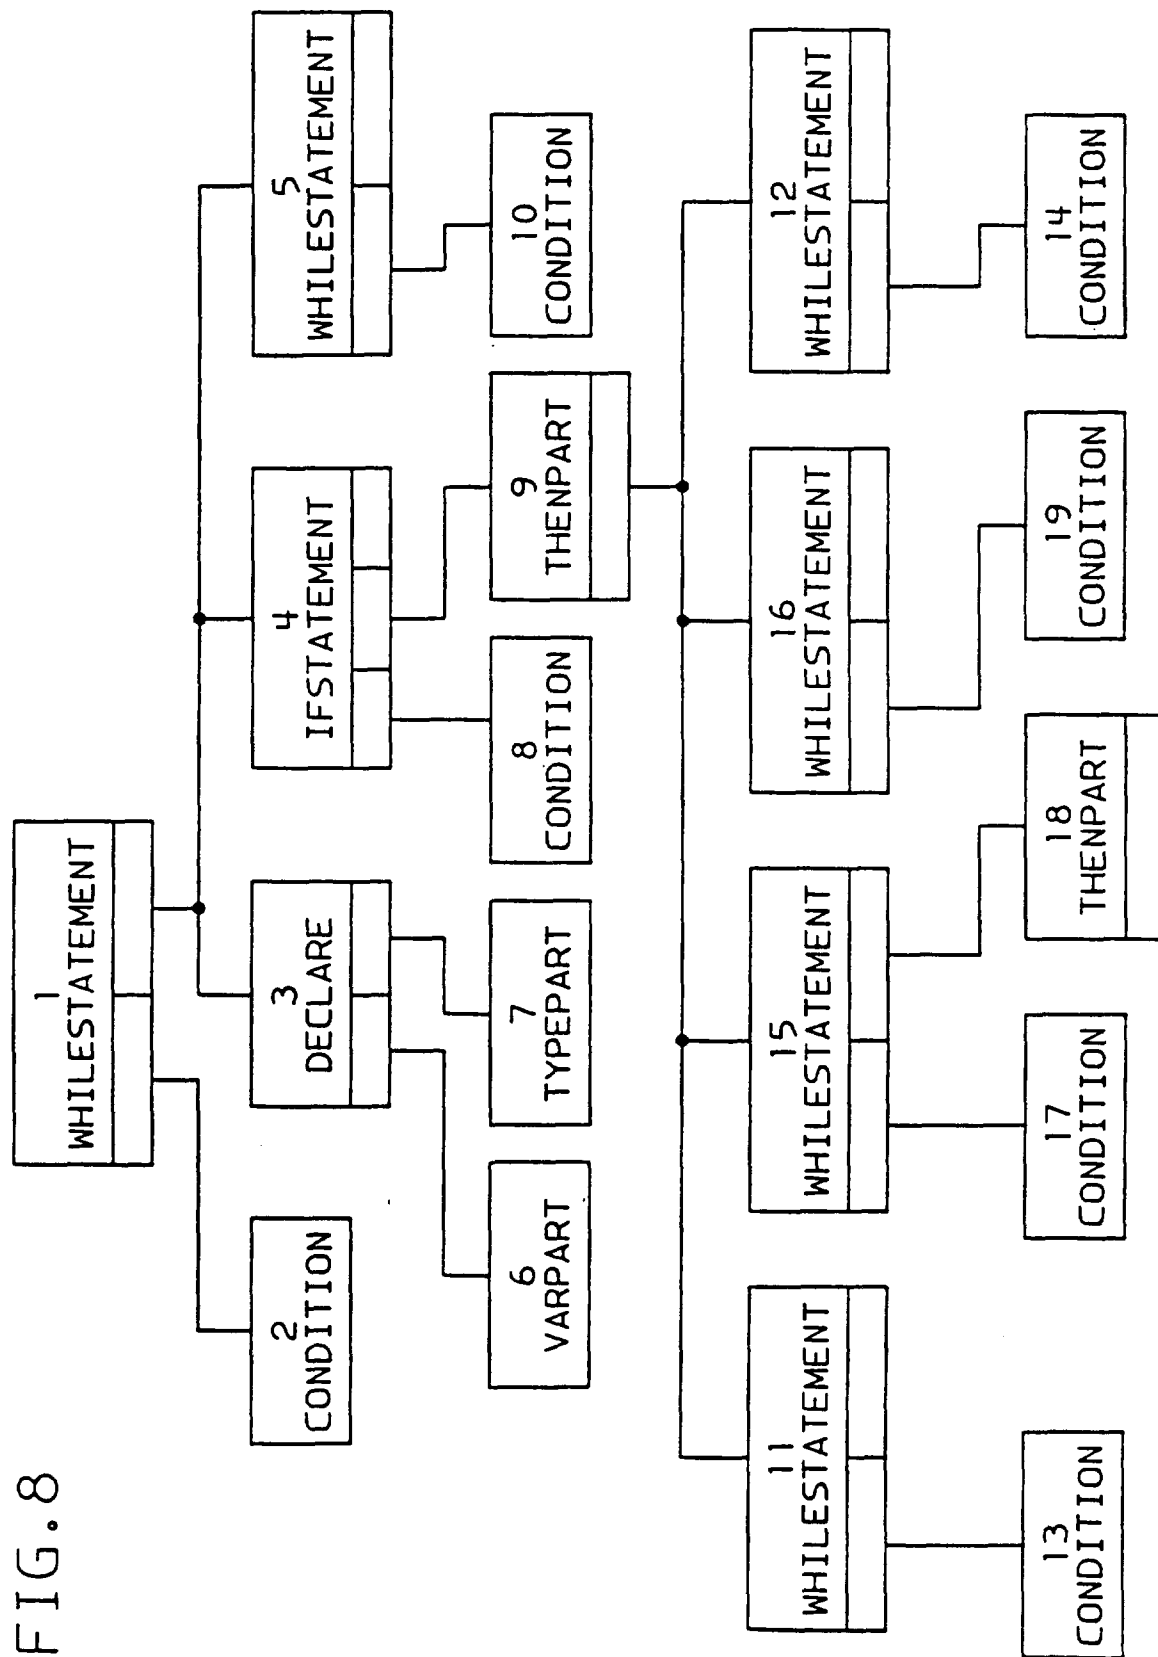 FIG.8
1
WHILESTATEMENT
2
CONDITION
3
DECLARE
4
IFSTATEMENT
5
WHILESTATEMENT
6
VARPART
7
TYPEPART
8
CONDITION
9
THENPART
10
CONDITION
11
WHILESTATEMENT
15
WHILESTATEMENT
16
WHILESTATEMENT
12
WHILESTATEMENT
13
CONDITION
17
CONDITION
18
THENPART
19
CONDITION
14
CONDITION